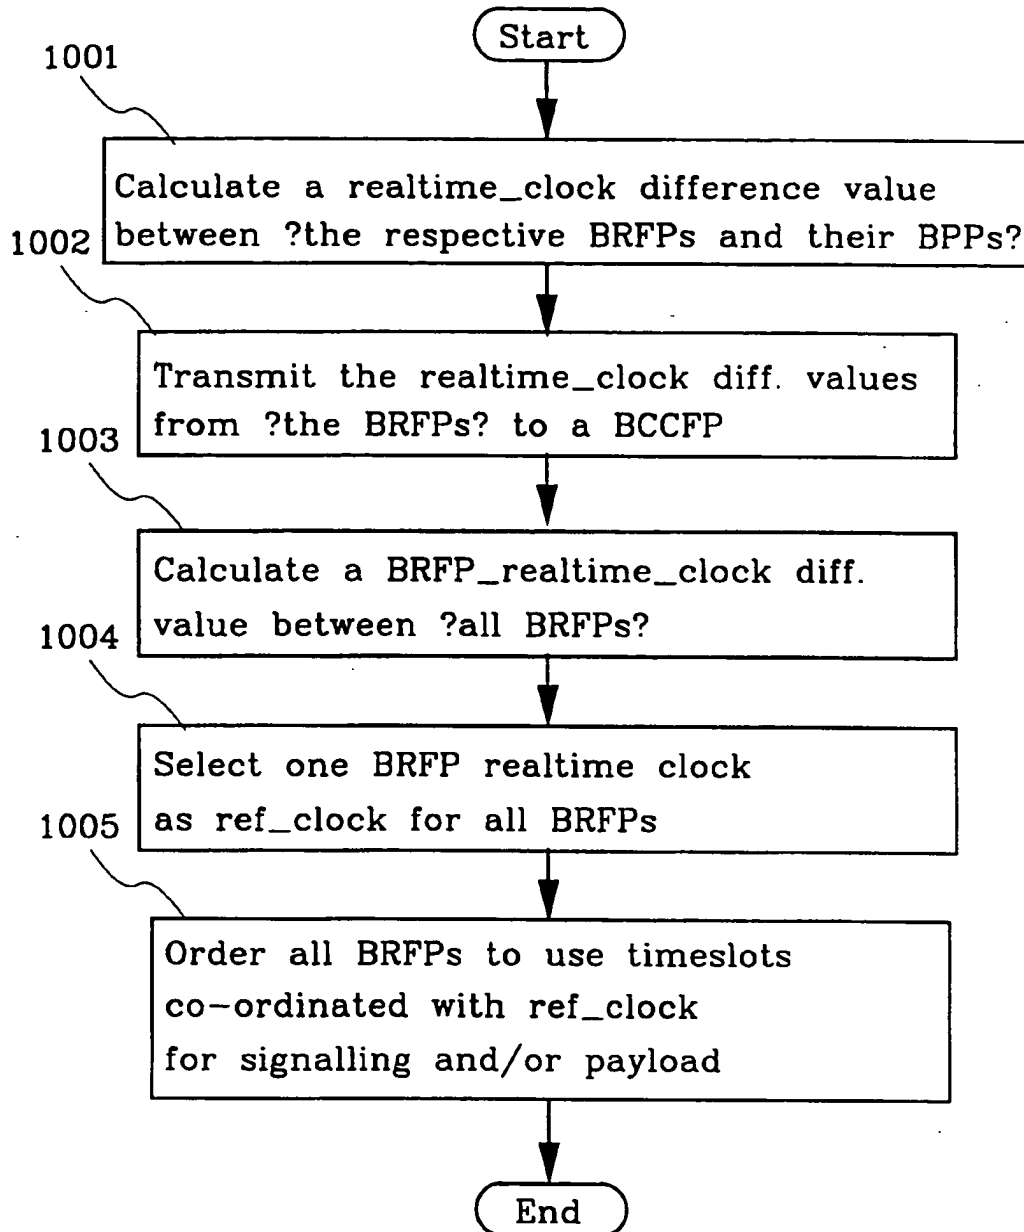 Start
1001
Calculate a realtime_clock difference value
between ?the respective BRFPs and their BPPs?
1002
Transmit the realtime_clock diff. values
from ?the BRFPs? to a BCCFP
1003
Calculate a BRFP_realtime_clock diff.
value between ?all BRFPs?
1004
Select one BRFP realtime clock
as ref_clock for all BRFPs
1005
Order all BRFPs to use timeslots
co-ordinated with ref_clock
for signalling and/or payload
End